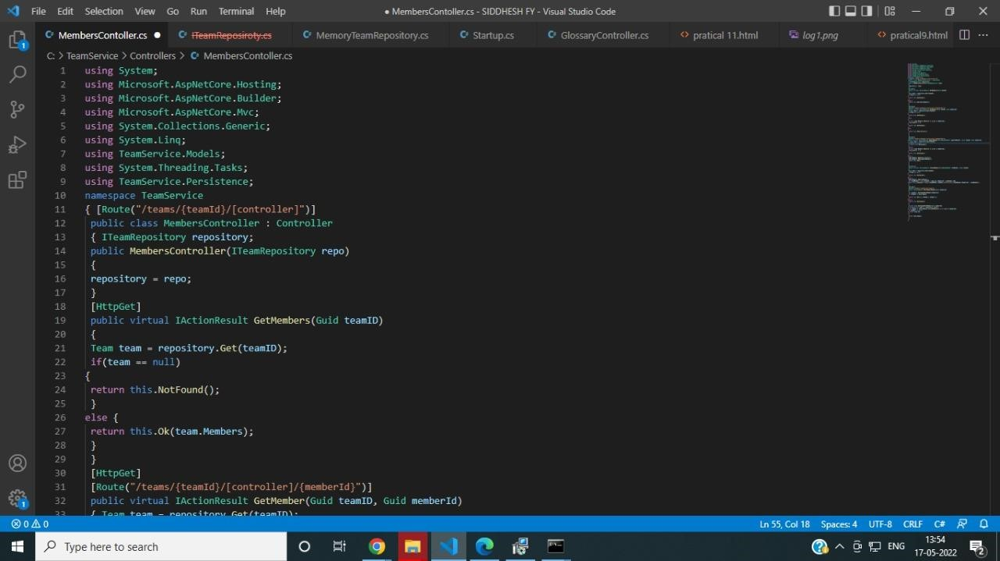 File Edit Selection View Go Run Terminal Help
● MembersContoller.cs - SIDDHESH FY - Visual Studio Code
MembersContoller.cs ● ITeamReposiroty.cs MemoryTeamRepository.cs Startup.cs GlossaryController.cs pratical 11.html log1.png pratical9.html
C: > TeamService > Controllers > MembersContoller.cs
1 using System;
2 using Microsoft.AspNetCore.Hosting;
3 using Microsoft.AspNetCore.Builder;
4 using Microsoft.AspNetCore.Mvc;
5 using System.Collections.Generic;
6 using System.Linq;
7 using TeamService.Models;
8 using System.Threading.Tasks;
9 using TeamService.Persistence;
10 namespace TeamService
11 { [Route("/teams/{teamId}/[controller]")]
12 public class MembersController : Controller
13 { ITeamRepository repository;
14 public MembersController(ITeamRepository repo)
15 {
16 repository = repo;
17 }
18 [HttpGet]
19 public virtual IActionResult GetMembers(Guid teamID)
20 {
21 Team team = repository.Get(teamID);
22 if(team == null)
23 {
24 return this.NotFound();
25 }
26 else {
27 return this.Ok(team.Members);
28 }
29 }
30 [HttpGet]
31 [Route("/teams/{teamId}/[controller]/{memberId}")]
32 public virtual IActionResult GetMember(Guid teamID, Guid memberId)
33 { Team team = repository.Get(teamID);
1
1
0 0
Ln 55, Col 18 Spaces: 4 UTF-8 CRLF C#
Type here to search
ENG
13:54
17-05-2022
2